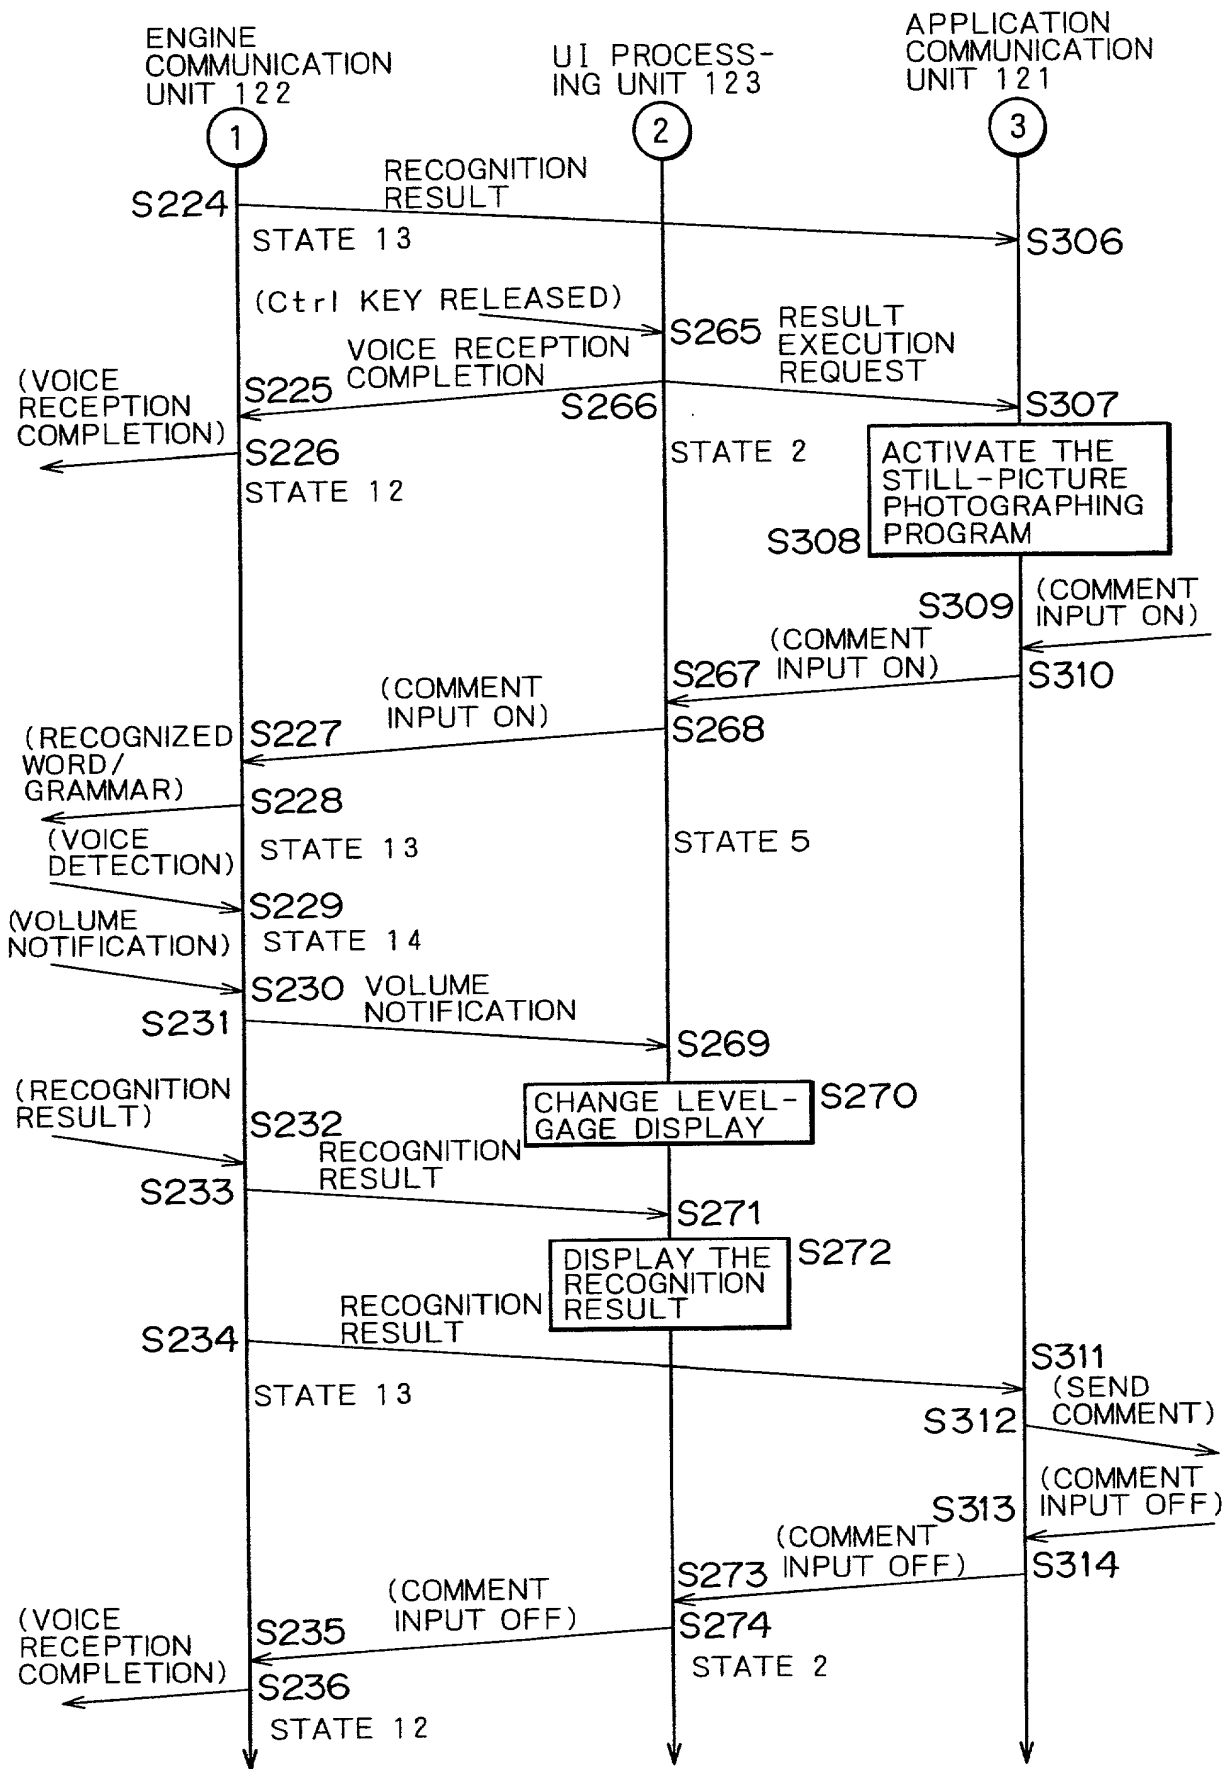 ENGINE
COMMUNICATION
UNIT 122
UI PROCESS-
ING UNIT 123
APPLICATION
COMMUNICATION
UNIT 121
1
2
3
RECOGNITION
RESULT
S224
STATE 13
S306
(Ctrl KEY RELEASED)
S265
RESULT
EXECUTION
REQUEST
VOICE RECEPTION
COMPLETION
(VOICE
RECEPTION
COMPLETION)
S225
S266
S307
S226
STATE 12
STATE 2
ACTIVATE THE
STILL-PICTURE
PHOTOGRAPHING
PROGRAM
S308
S309
(COMMENT
INPUT ON)
(COMMENT
INPUT ON)
S267
S310
(COMMENT
INPUT ON)
S227
S268
(RECOGNIZED
WORD/
GRAMMAR)
S228
(VOICE
DETECTION)
STATE 13
STATE 5
S229
(VOLUME
NOTIFICATION)
STATE 14
S230
VOLUME
NOTIFICATION
S231
S269
(RECOGNITION
RESULT)
CHANGE LEVEL-
GAGE DISPLAY
S270
S232
RECOGNITION
RESULT
S233
S271
DISPLAY THE
RECOGNITION
RESULT
S272
RECOGNITION
RESULT
S234
S311
STATE 13
(SEND
COMMENT)
S312
(COMMENT
INPUT OFF)
S313
(COMMENT
INPUT OFF)
S273
S314
(COMMENT
INPUT OFF)
(VOICE
RECEPTION
COMPLETION)
S235
S274
STATE 2
S236
STATE 12